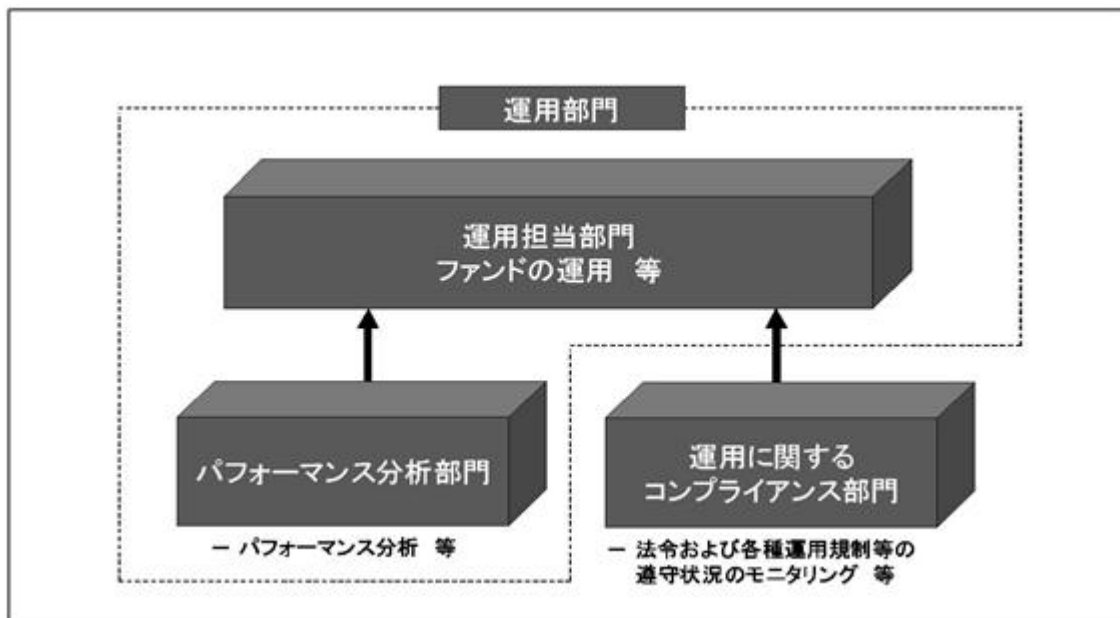 運用部門
運用担当部門
ファンドの運用 等
パフォーマンス分析部門
― パフォーマンス分析 等
運用に関する
コンプライアンス部門
― 法令および各種運用規制等の
遵守状況のモニタリング 等